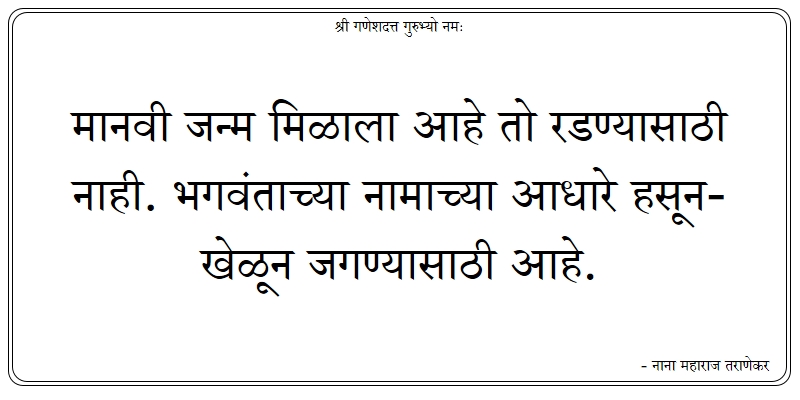 श्री गणेशदत्त गुरुभ्यो नमः
मानवी जन्म मिळाला आहे तो रडण्यासाठी
नाही. भगवंताच्या नामाच्या आधारे हसून-
खेळून जगण्यासाठी आहे.
- नाना महाराज तराणेकर